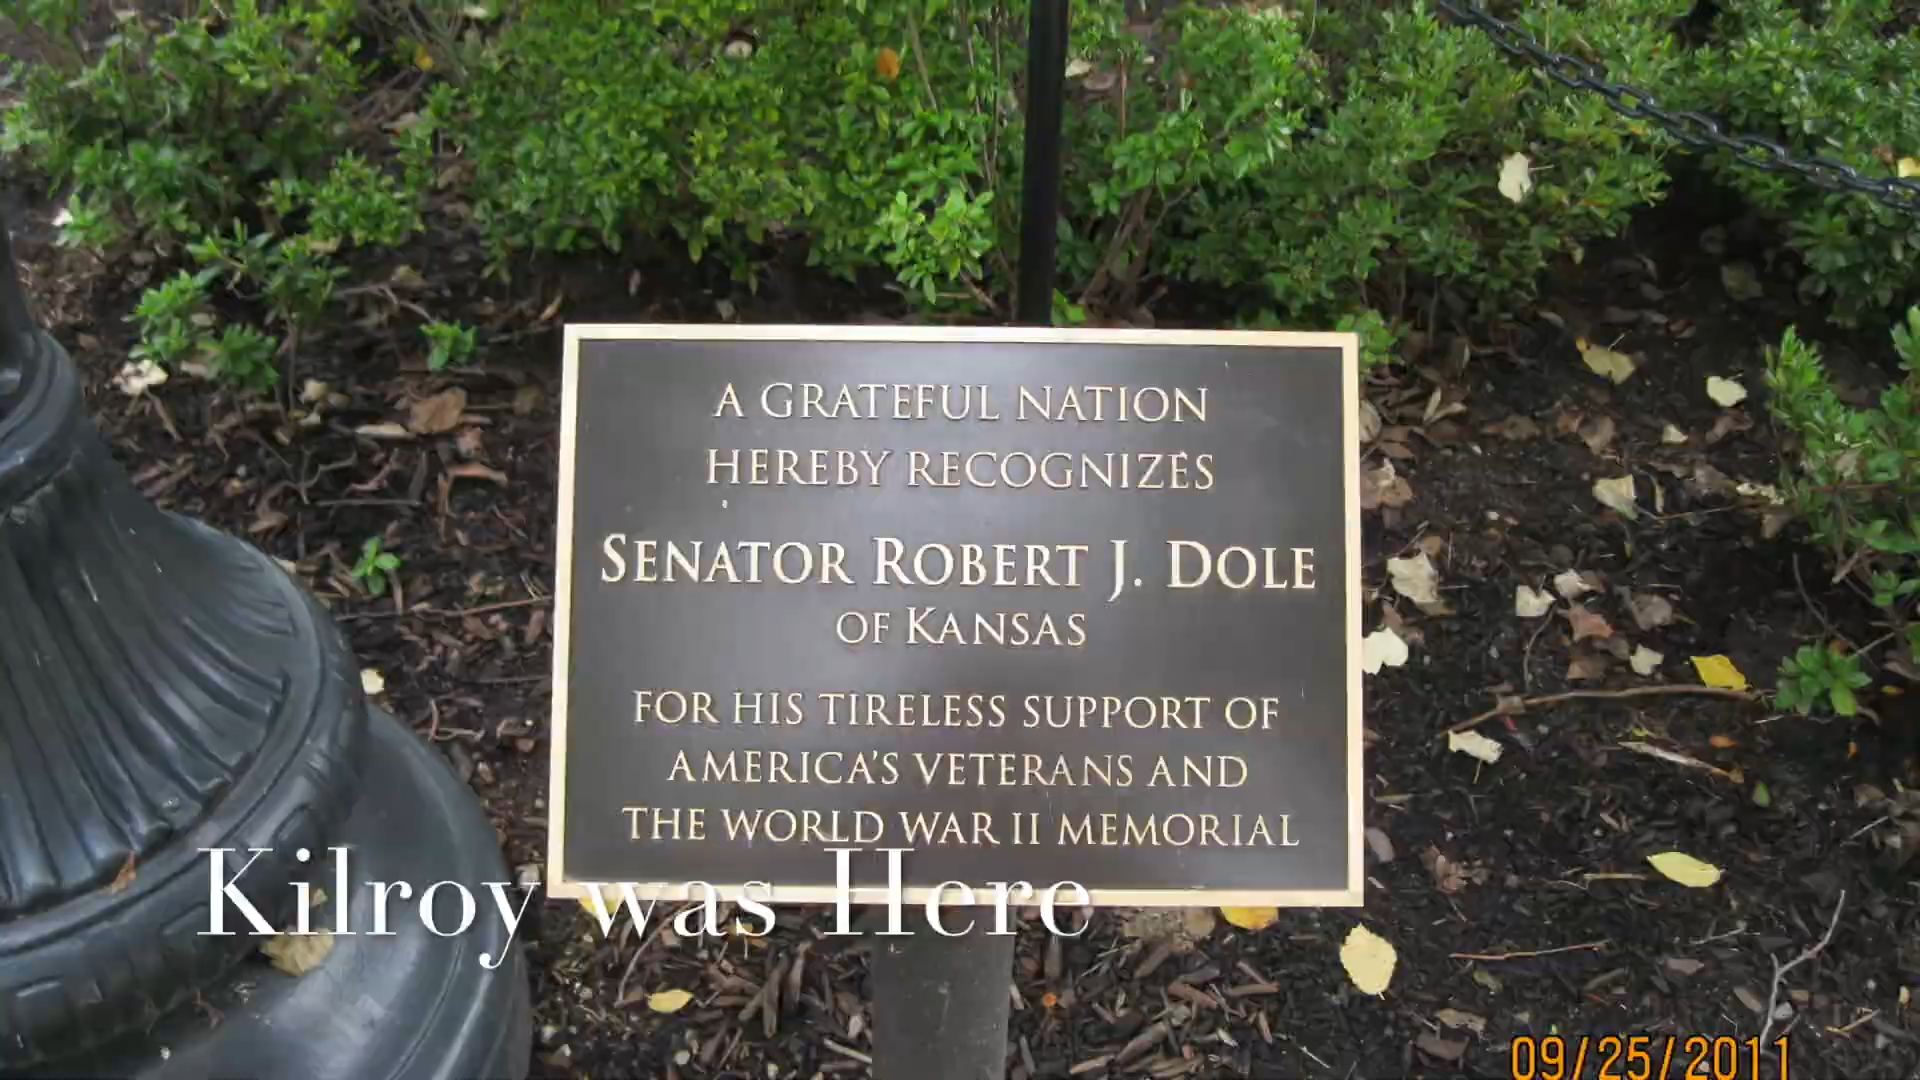 A GRATEFUL NATION
HEREBY RECOGNIZES
SENATOR ROBERT J. DOLE
OF KANSAS
FOR HIS TIRELESS SUPPORT OF
AMERICA'S VETERANS AND
THE WORLD WAR II MEMORIAL
Kilroy was Here
09/25/2011